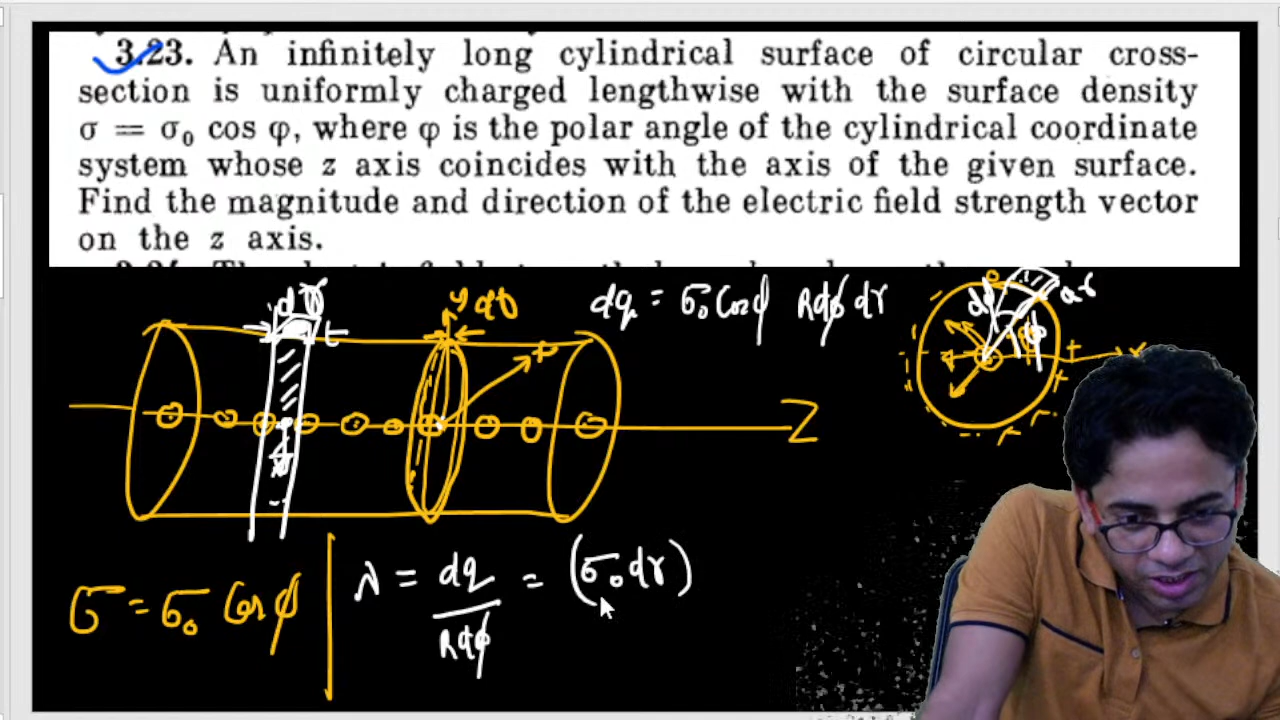 3.23. An infinitely long cylindrical surface of circular cross-
section is uniformly charged lengthwise with the surface density
σ = σ₀ cos φ, where φ is the polar angle of the cylindrical coordinate
system whose z axis coincides with the axis of the given surface.
Find the magnitude and direction of the electric field strength vector
on the z axis.
y
dq = σ₀ Cos ϕ Rdϕ dr
dϕ
ϕ
Z
σ = σ₀ Cos ϕ
λ = dq / Rdϕ = (σ₀ dr)